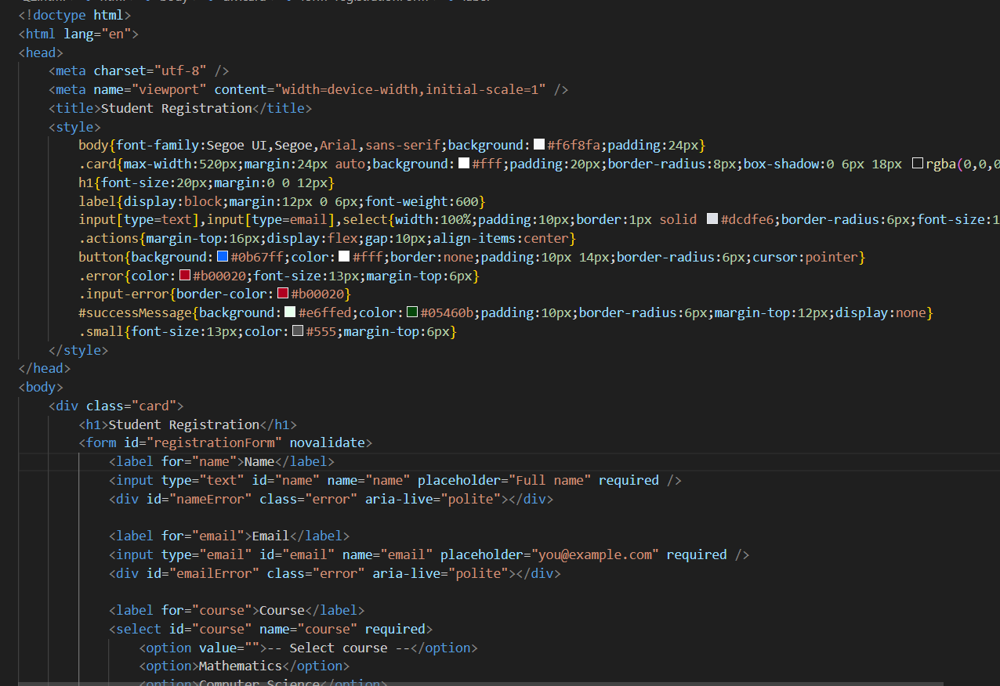 <!doctype html>
<html lang="en">
<head>
<meta charset="utf-8" />
<meta name="viewport" content="width=device-width,initial-scale=1" />
<title>Student Registration</title>
<style>
body{font-family:Segoe UI,Segoe,Arial,sans-serif;background:#f6f8fa;padding:24px}
.card{max-width:520px;margin:24px auto;background:#fff;padding:20px;border-radius:8px;box-shadow:0 6px 18px rgba(0,0,0
h1{font-size:20px;margin:0 0 12px}
label{display:block;margin:12px 0 6px;font-weight:600}
input[type=text],input[type=email],select{width:100%;padding:10px;border:1px solid #dcdfe6;border-radius:6px;font-size:1
.actions{margin-top:16px;display:flex;gap:10px;align-items:center}
button{background:#0b67ff;color:#fff;border:none;padding:10px 14px;border-radius:6px;cursor:pointer}
.error{color:#b00020;font-size:13px;margin-top:6px}
.input-error{border-color:#b00020}
#successMessage{background:#e6ffed;color:#05460b;padding:10px;border-radius:6px;margin-top:12px;display:none}
.small{font-size:13px;color:#555;margin-top:6px}
</style>
</head>
<body>
<div class="card">
<h1>Student Registration</h1>
<form id="registrationForm" novalidate>
<label for="name">Name</label>
<input type="text" id="name" name="name" placeholder="Full name" required />
<div id="nameError" class="error" aria-live="polite"></div>
<label for="email">Email</label>
<input type="email" id="email" name="email" placeholder="you@example.com" required />
<div id="emailError" class="error" aria-live="polite"></div>
<label for="course">Course</label>
<select id="course" name="course" required>
<option value="">-- Select course --</option>
<option>Mathematics</option>
<option>Computer Science</option>